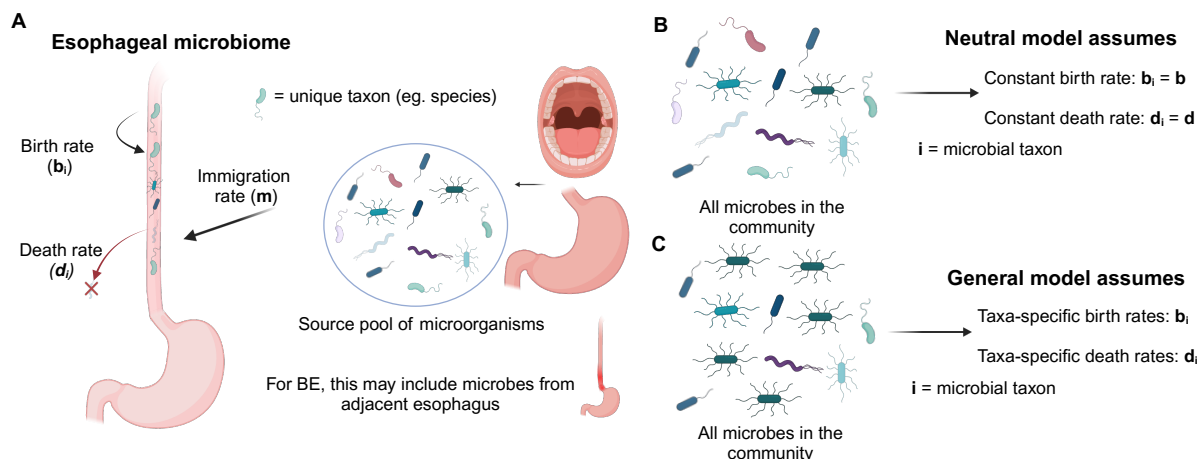 A
Esophageal microbiome
= unique taxon (eg. species)
Birth rate
(bi)
Immigration
rate (m)
Death rate
(di)
Source pool of microorganisms
For BE, this may include microbes from
adjacent esophagus
B
All microbes in the
community
Neutral model assumes
Constant birth rate: bi = b
Constant death rate: di = d
i = microbial taxon
C
All microbes in the
community
General model assumes
Taxa-specific birth rates: bi
Taxa-specific death rates: di
i = microbial taxon